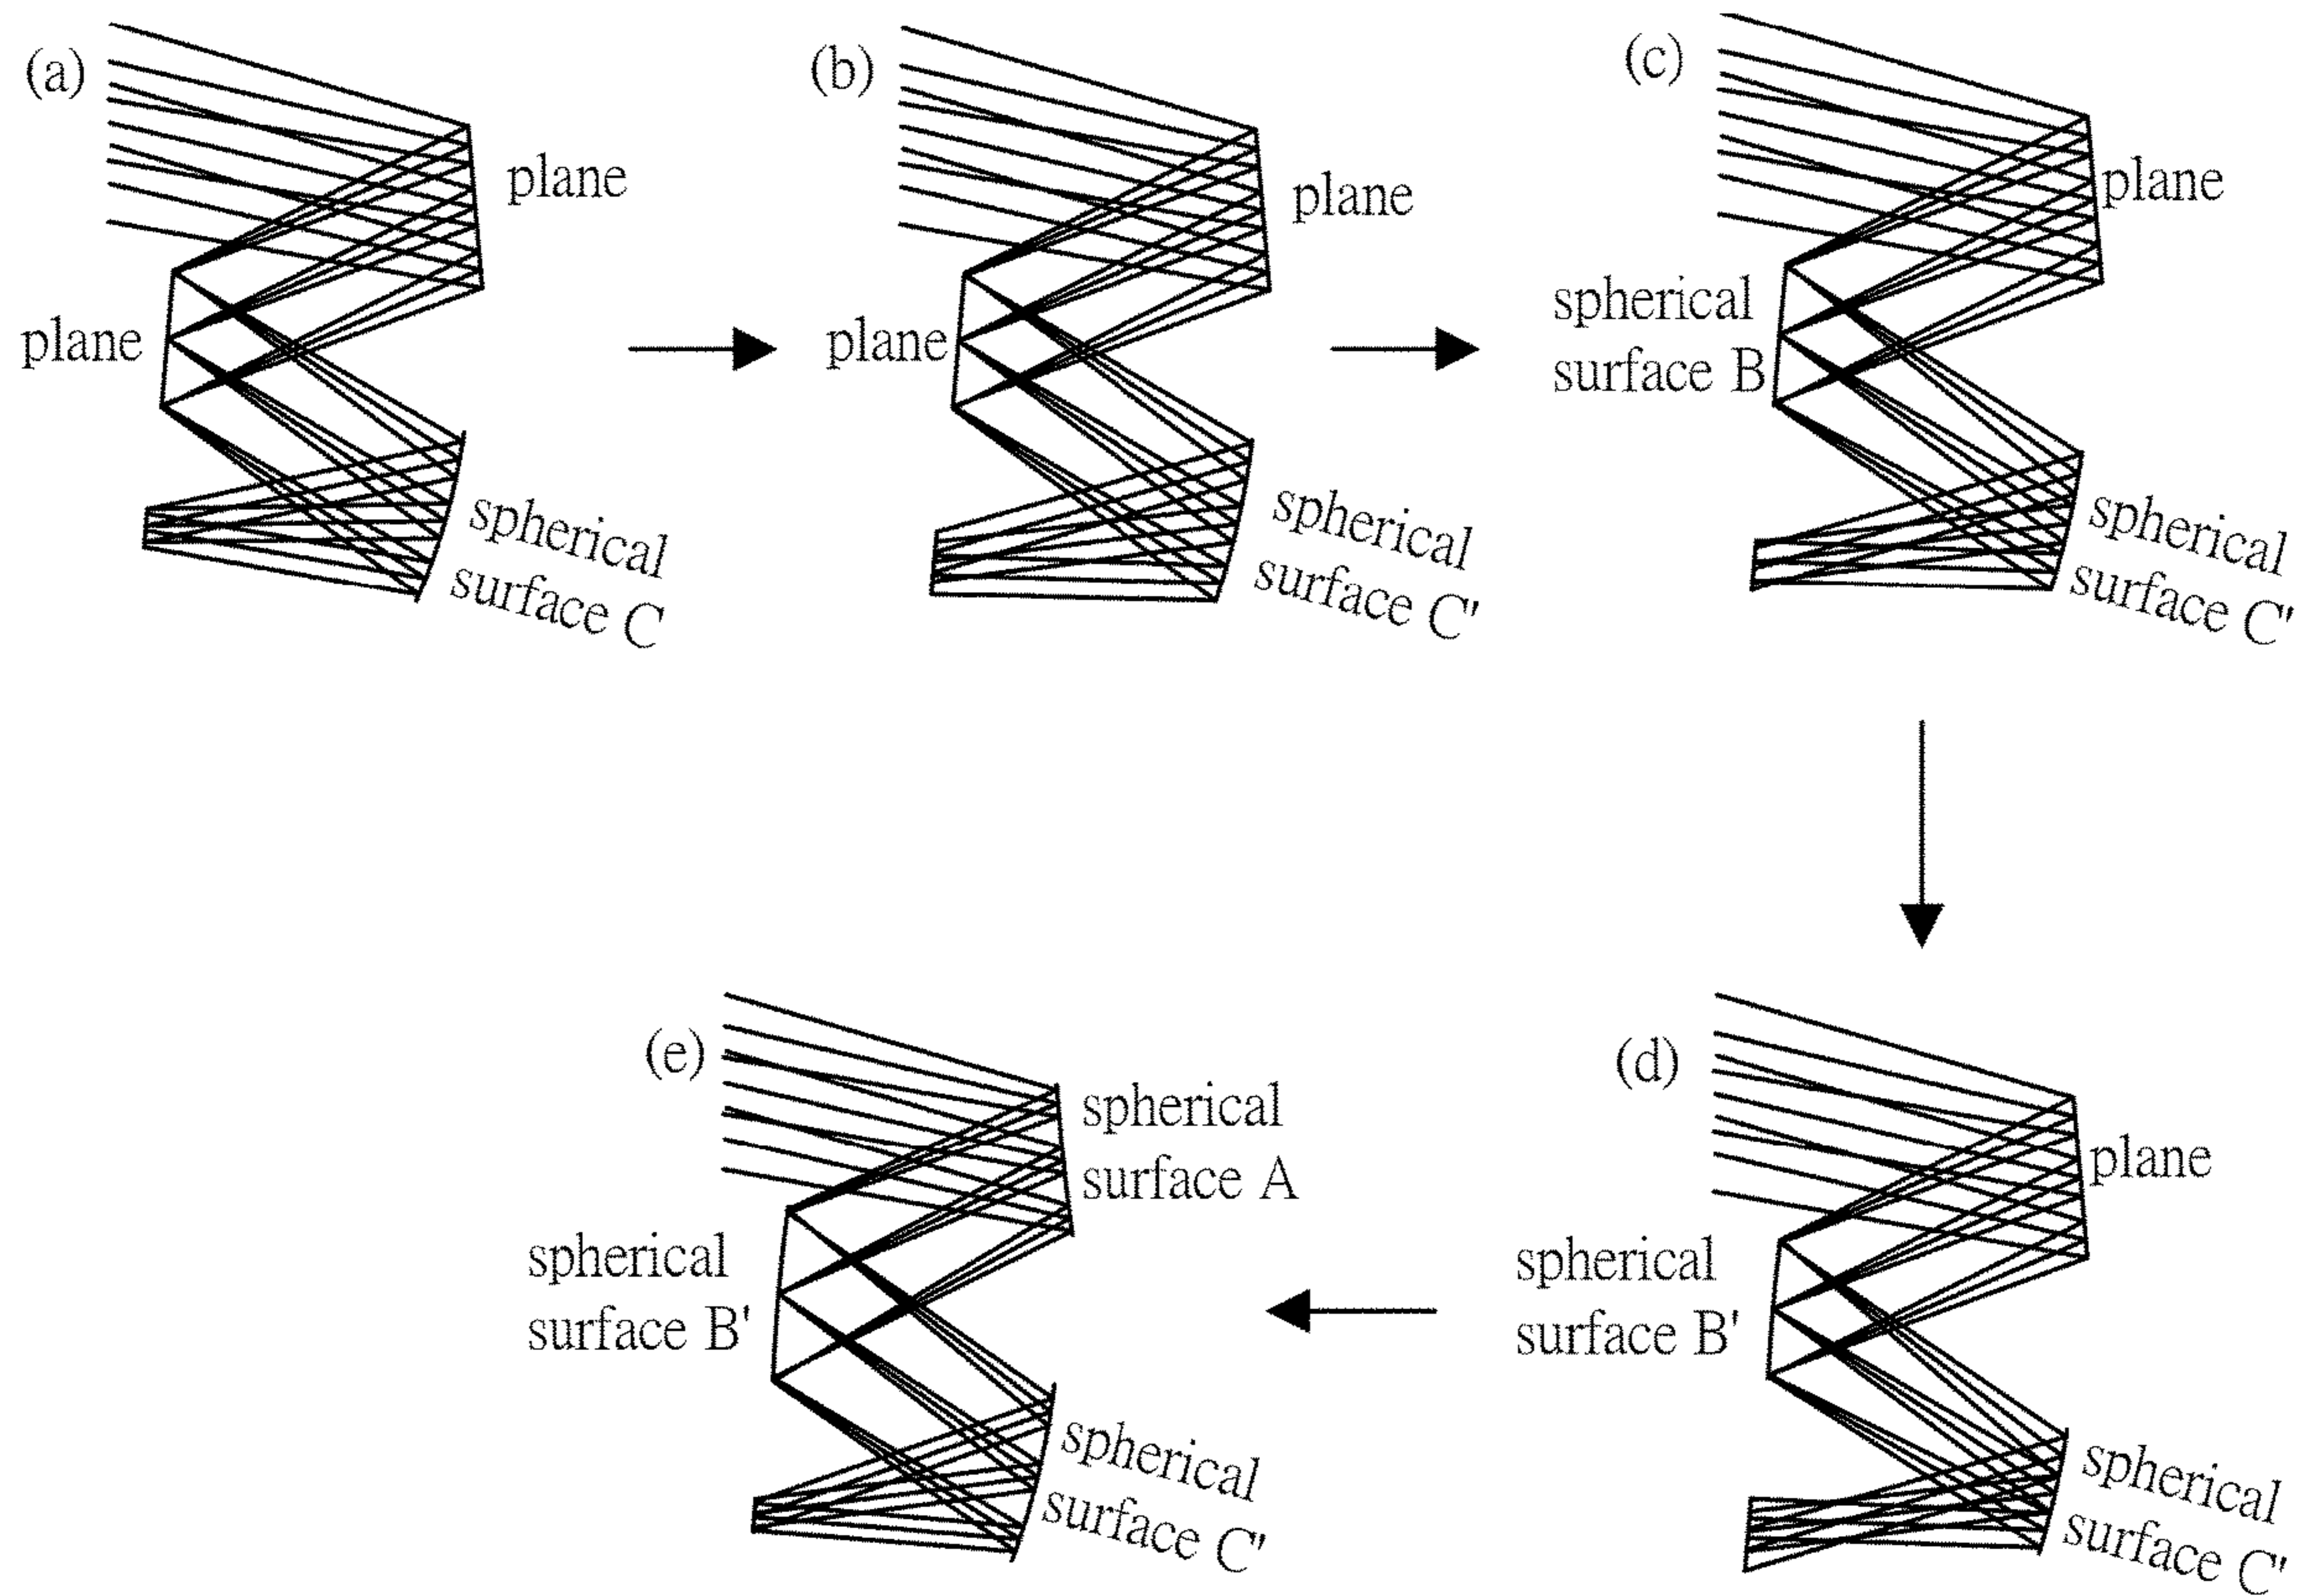 (a)
plane
plane
spherical
surface C
(b)
plane
plane
spherical
surface C'
(c)
plane
spherical
surface B
spherical
surface C'
(e)
spherical
surface A
spherical
surface B'
spherical
surface C'
(d)
plane
spherical
surface B'
spherical
surface C'